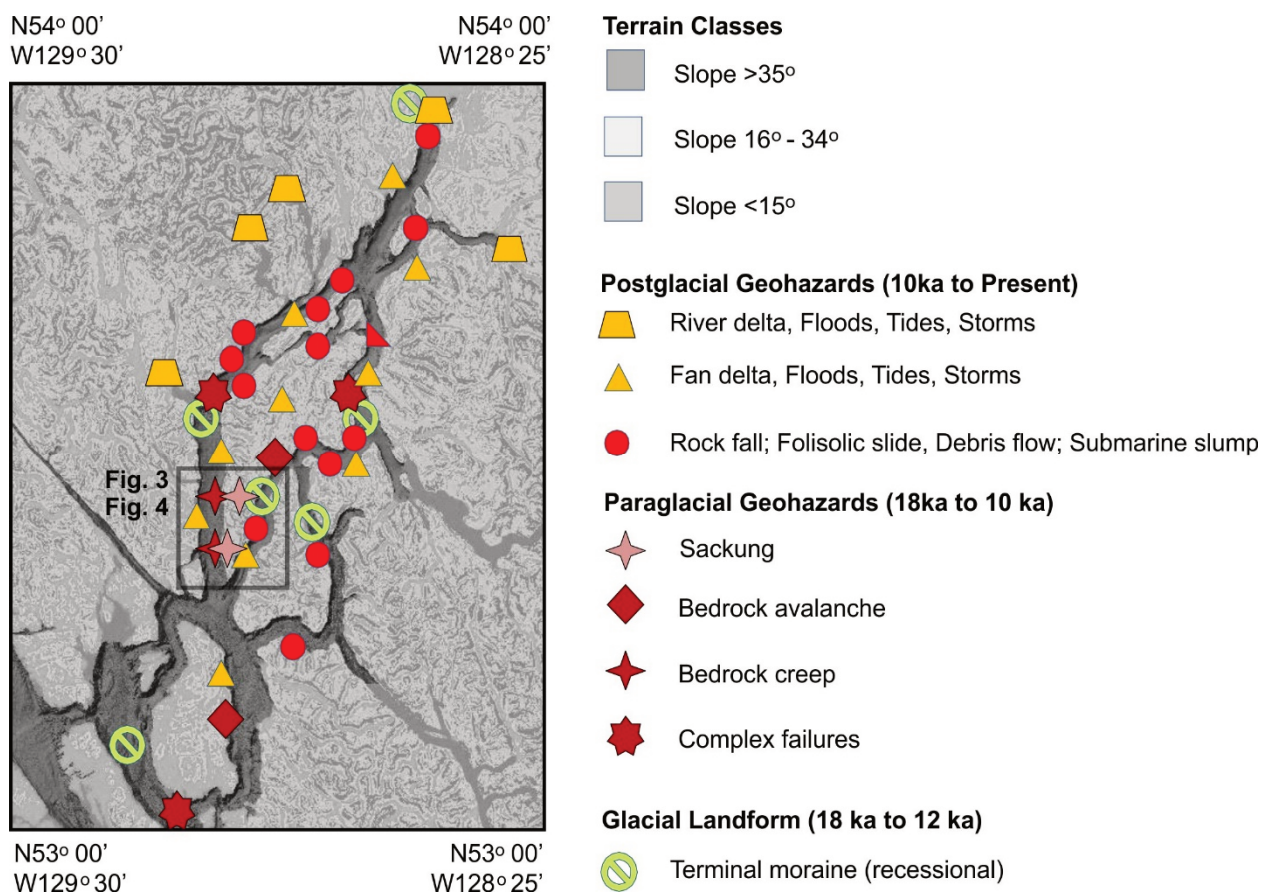 N54º 00’ N54º 00’
W129º 30’ W128º 25’
Fig. 3
Fig. 4
N53º 00’ N53º 00’
W129º 30’ W128º 25’
Terrain Classes
Slope >35º
Slope 16º - 34º
Slope <15º
Postglacial Geohazards (10ka to Present)
River delta, Floods, Tides, Storms
Fan delta, Floods, Tides, Storms
Rock fall; Folisolic slide, Debris flow; Submarine slump
Paraglacial Geohazards (18ka to 10 ka)
Sackung
Bedrock avalanche
Bedrock creep
Complex failures
Glacial Landform (18 ka to 12 ka)
Terminal moraine (recessional)